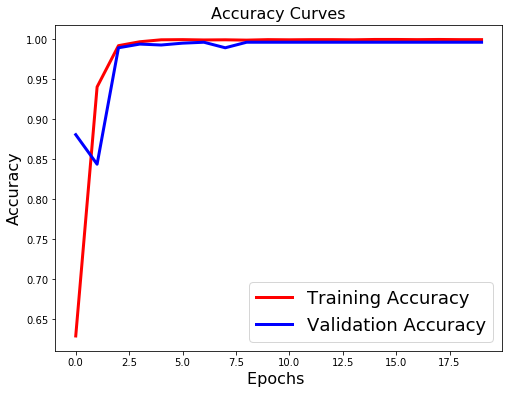 Accuracy Curves
1.00
0.95
0.90
0.85
0.80
0.75
0.70
0.65
Accuracy
Training Accuracy
Validation Accuracy
0.0 2.5 5.0 7.5 10.0 12.5 15.0 17.5
Epochs